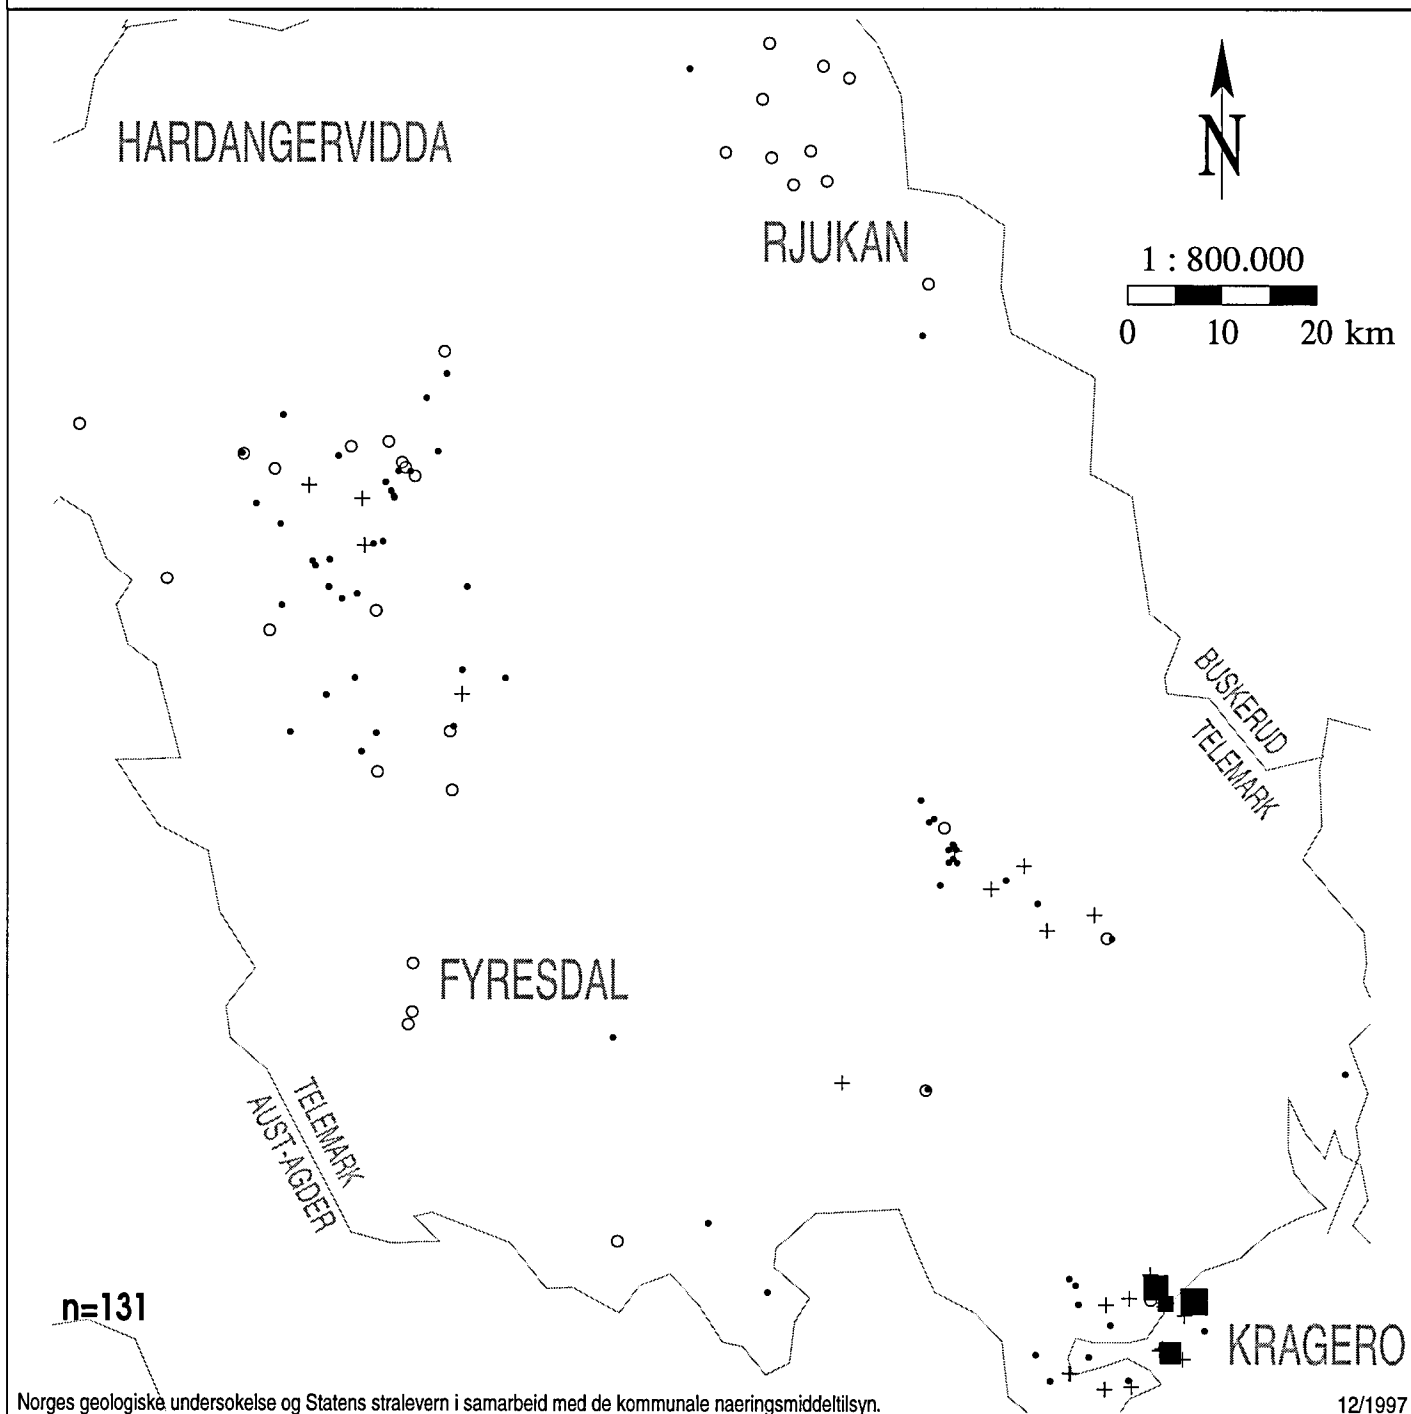 HARDANGERVIDDA
N
RJUKAN
1 : 800.000
0 10 20 km
BUSKERUD
TELEMARK
FYRESDAL
TELEMARK
AUST-AGDER
n=131
KRAGERO
Norges geologiske undersokelse og Statens stralevern i samarbeid med de kommunale naeringsmiddeltilsyn.
12/1997